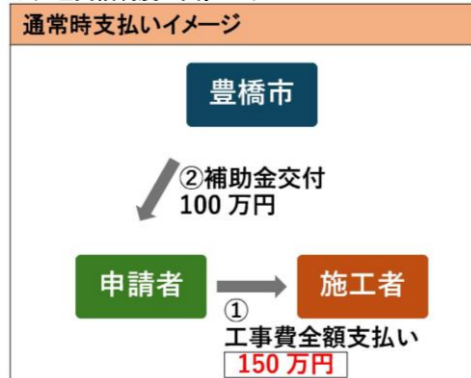 通常時支払いイメージ
豊橋市
②補助金交付
100 万円
申請者
施工者
①
工事費全額支払い
150 万円